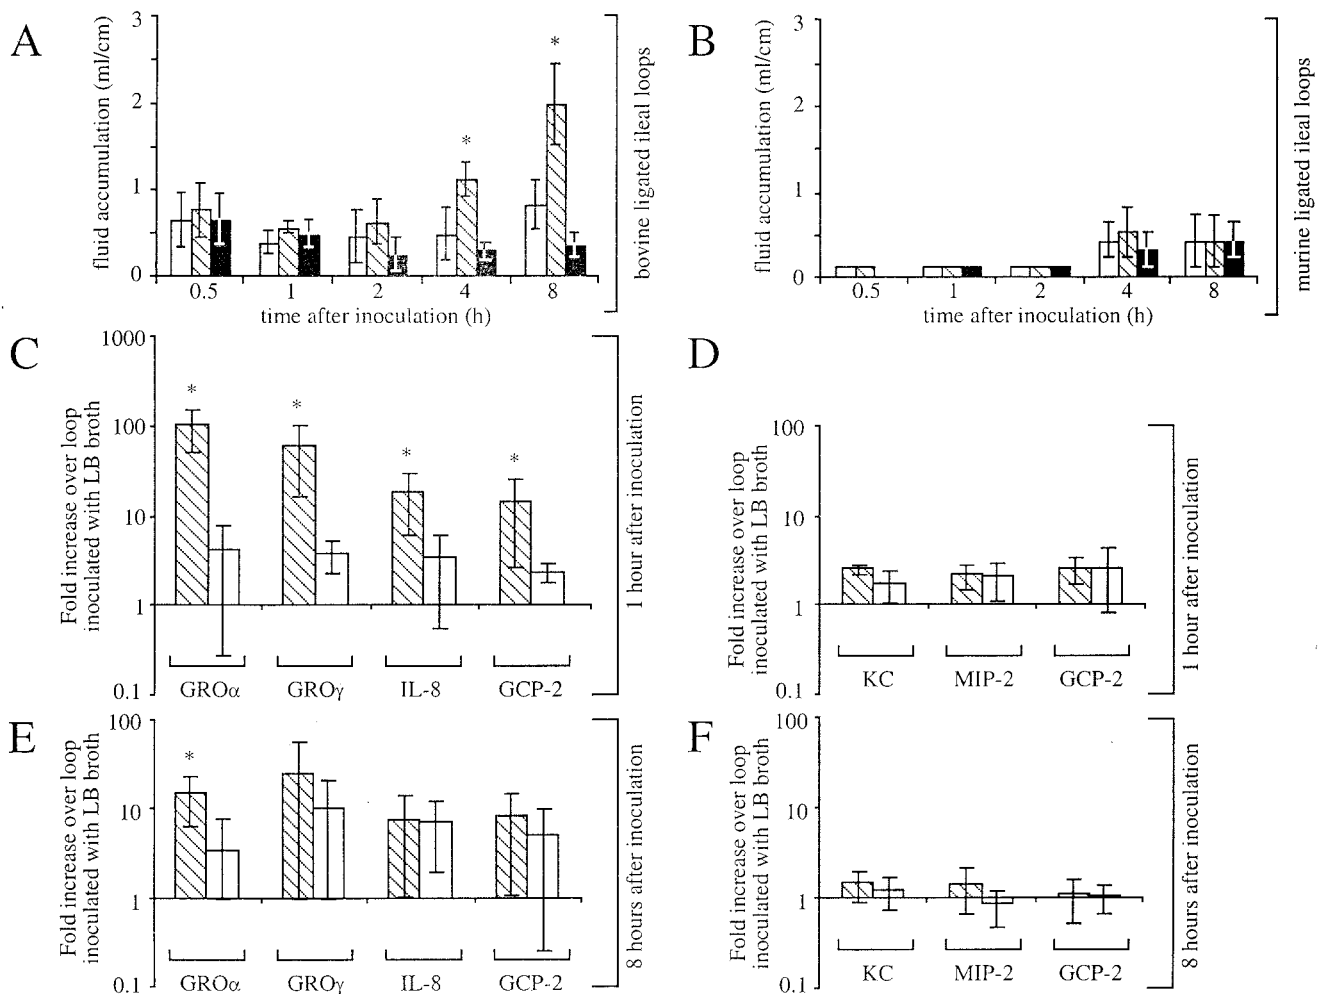 A
fluid accumulation (ml/cm)
3
2
1
0
*
*
0.5 1 2 4 8
time after inoculation (h)
bovine ligated ileal loops
B
fluid accumulation (ml/cm)
3
2
1
0
0.5 1 2 4 8
time after inoculation (h)
murine ligated ileal loops
C
Fold increase over loop
inoculated with LB broth
1000
100
10
1
0.1
*
*
*
*
GROα GROγ IL-8 GCP-2
1 hour after inoculation
D
Fold increase over loop
inoculated with LB broth
100
10
1
0.1
KC MIP-2 GCP-2
1 hour after inoculation
E
Fold increase over loop
inoculated with LB broth
100
10
1
0.1
*
GROα GROγ IL-8 GCP-2
8 hours after inoculation
F
Fold increase over loop
inoculated with LB broth
100
10
1
0.1
KC MIP-2 GCP-2
8 hours after inoculation